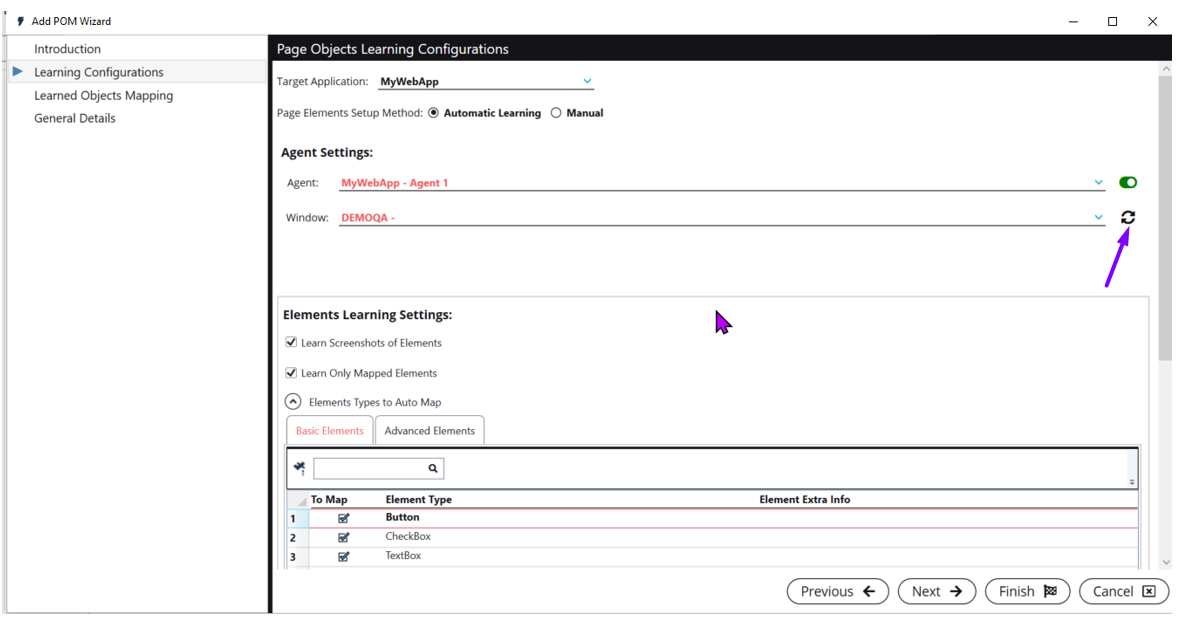 Add POM Wizard
Introduction
Learning Configurations
Learned Objects Mapping
General Details
Page Objects Learning Configurations
Target Application: MyWebApp
Page Elements Setup Method: Automatic Learning Manual
Agent Settings:
Agent: MyWebApp - Agent 1
Window: DEMOQA -
Elements Learning Settings:
Learn Screenshots of Elements
Learn Only Mapped Elements
Elements Types to Auto Map
Basic Elements Advanced Elements
To Map Element Type Element Extra Info
1 Button
2 CheckBox
3 TextBox
Previous Next Finish Cancel